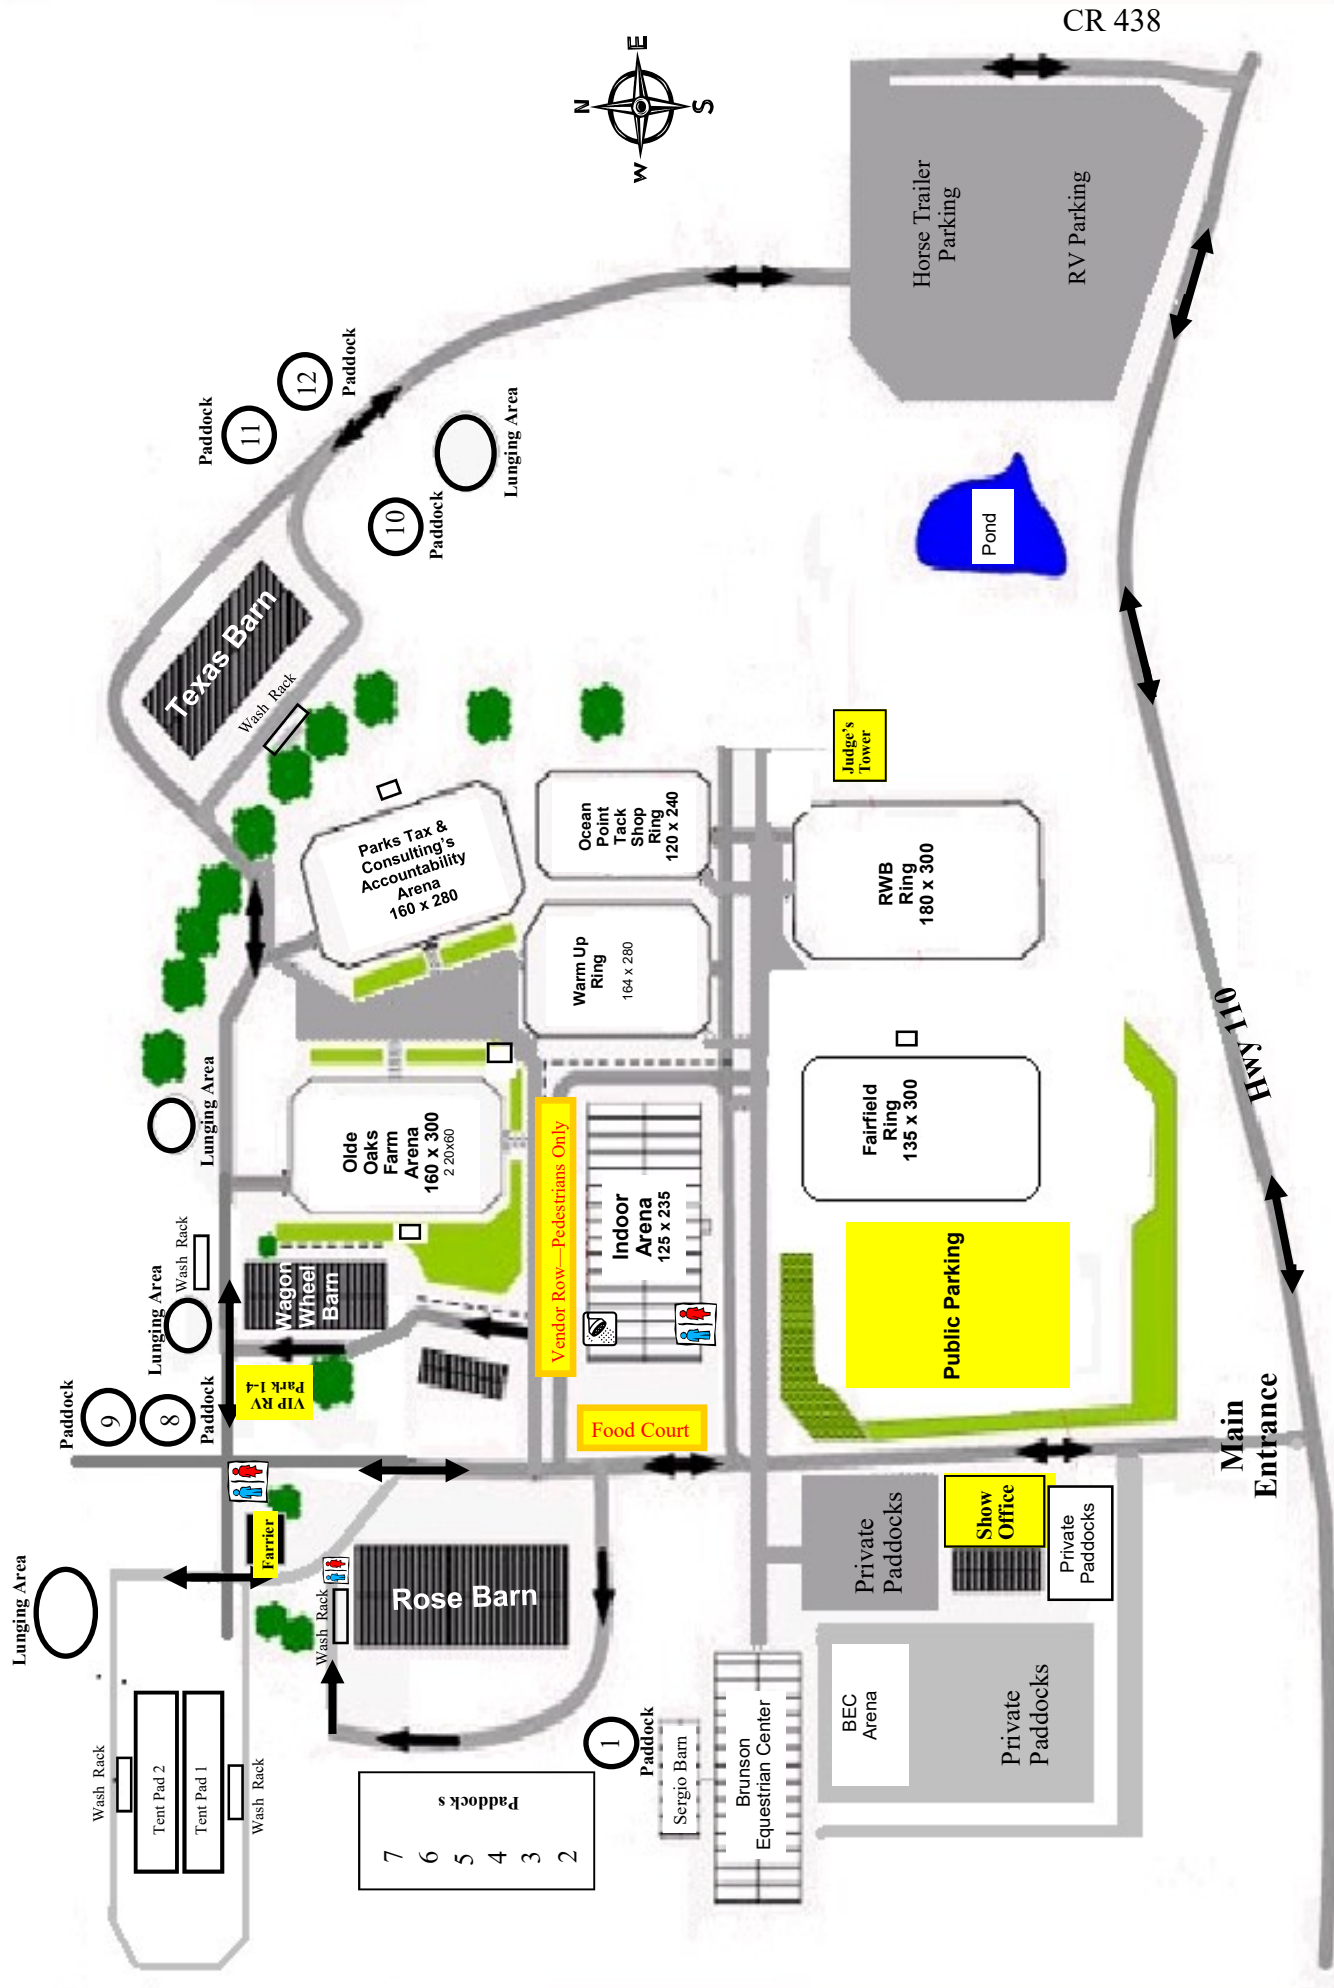 CR 438
N
E
S
W
Horse Trailer
Parking
RV Parking
Paddock
11
12
Paddock
10
Paddock
Lunging Area
Pond
Texas Barn
Wash Rack
Judge's
Tower
Parks Tax &
Consulting's
Accountability
Arena
160 x 280
Ocean
Point
Tack
Shop
Ring
120 x 240
RWB
Ring
180 x 300
Warm Up
Ring
164 x 280
Hwy 110
Lunging Area
Olde
Oaks
Farm
Arena
160 x 300
2 20x60
Vendor Row—Pedestrians Only
Indoor
Arena
125 x 235
Fairfield
Ring
135 x 300
Wash Rack
Lunging Area
Wagon
Wheel
Barn
Public Parking
VIP RV
Park 1-4
Paddock
9
8
Paddock
Food Court
Main
Entrance
Farrier
Lunging Area
Wash Rack
Rose Barn
Private
Paddocks
Show
Office
Private
Paddocks
Wash Rack
Tent Pad 2
Tent Pad 1
Wash Rack
Paddock s
7
6
5
4
3
2
1
Paddock
Sergio Barn
Brunson
Equestrian Center
BEC
Arena
Private
Paddocks